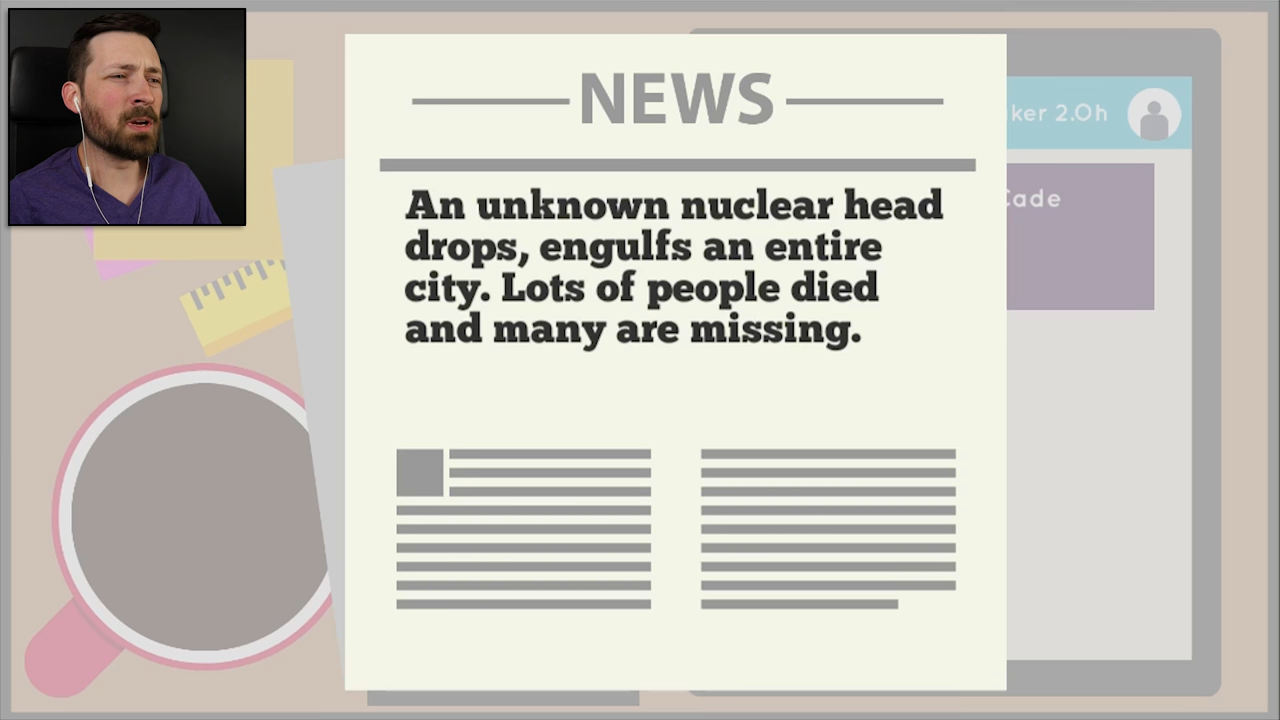 NEWS
An unknown nuclear head
drops, engulfs an entire
city. Lots of people died
and many are missing.
ker 2.0h
Cade